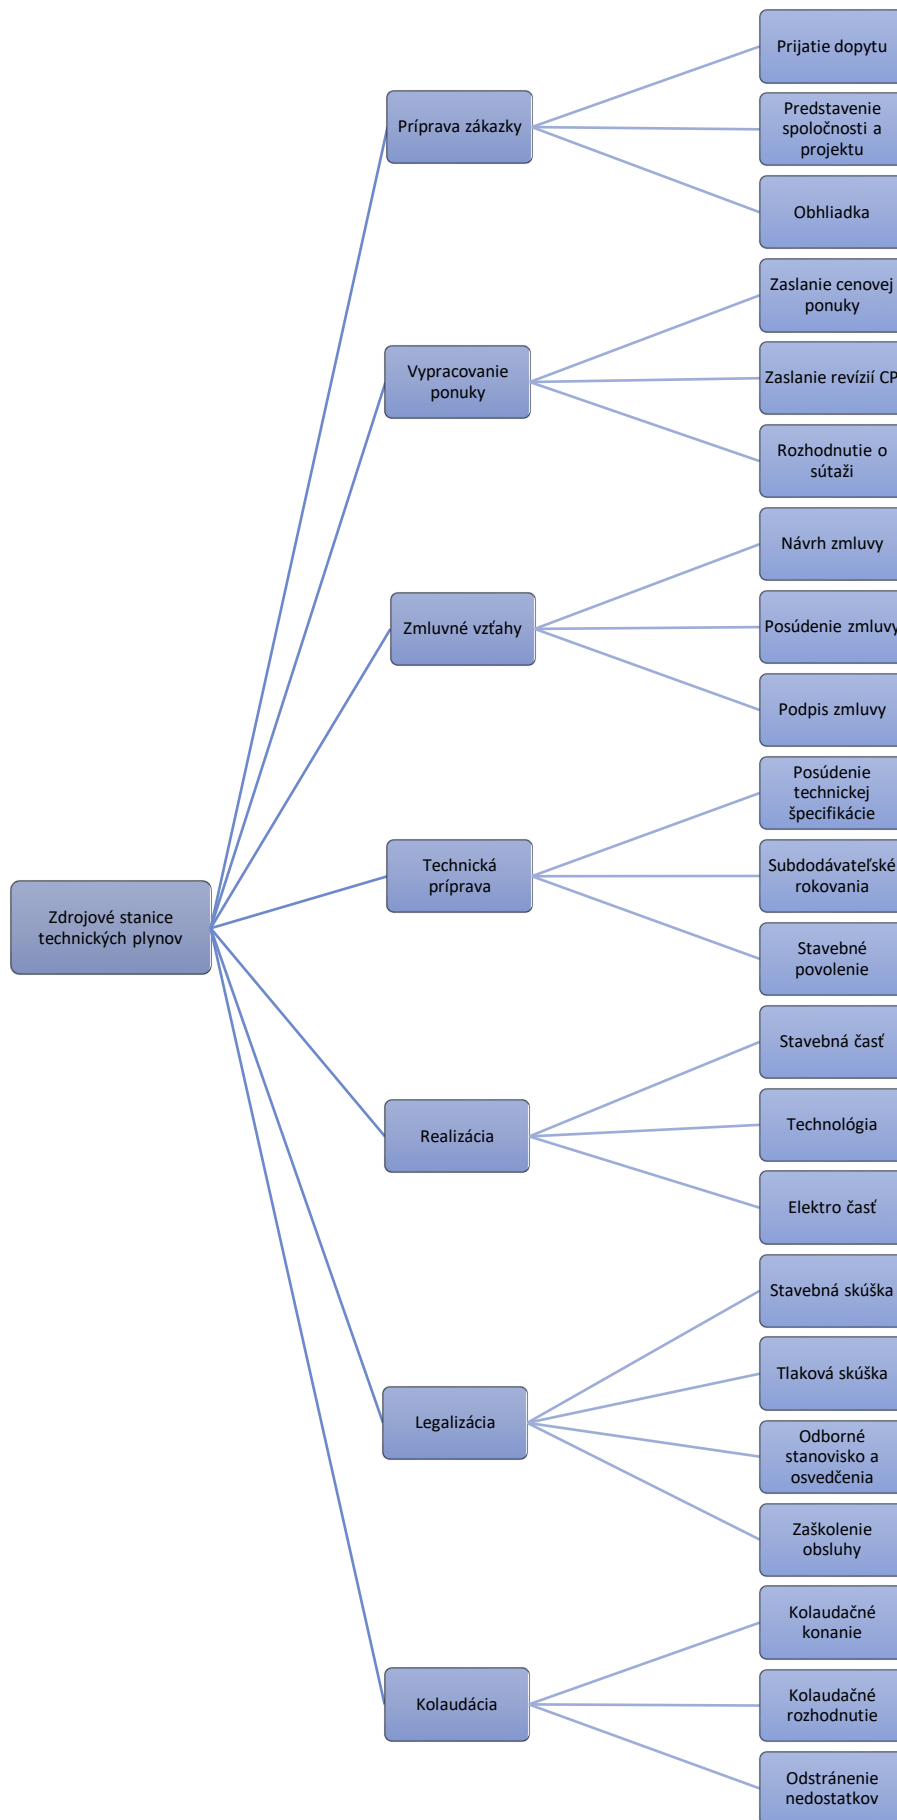 Zdrojové stanice
technických plynov
Príprava zákazky
Prijatie dopytu
Predstavenie
spoločnosti a
projektu
Obhliadka
Vypracovanie
ponuky
Zaslanie cenovej
ponuky
Zaslanie revízií CP
Rozhodnutie o
sútaži
Zmluvné vzťahy
Návrh zmluvy
Posúdenie zmluvy
Podpis zmluvy
Technická
príprava
Posúdenie
technickej
špecifikácie
Subdodávateľské
rokovania
Stavebné
povolenie
Realizácia
Stavebná časť
Technológia
Elektro časť
Legalizácia
Stavebná skúška
Tlaková skúška
Odborné
stanovisko a
osvedčenia
Zaškolenie
obsluhy
Kolaudácia
Kolaudačné
konanie
Kolaudačné
rozhodnutie
Odstránenie
nedostatkov